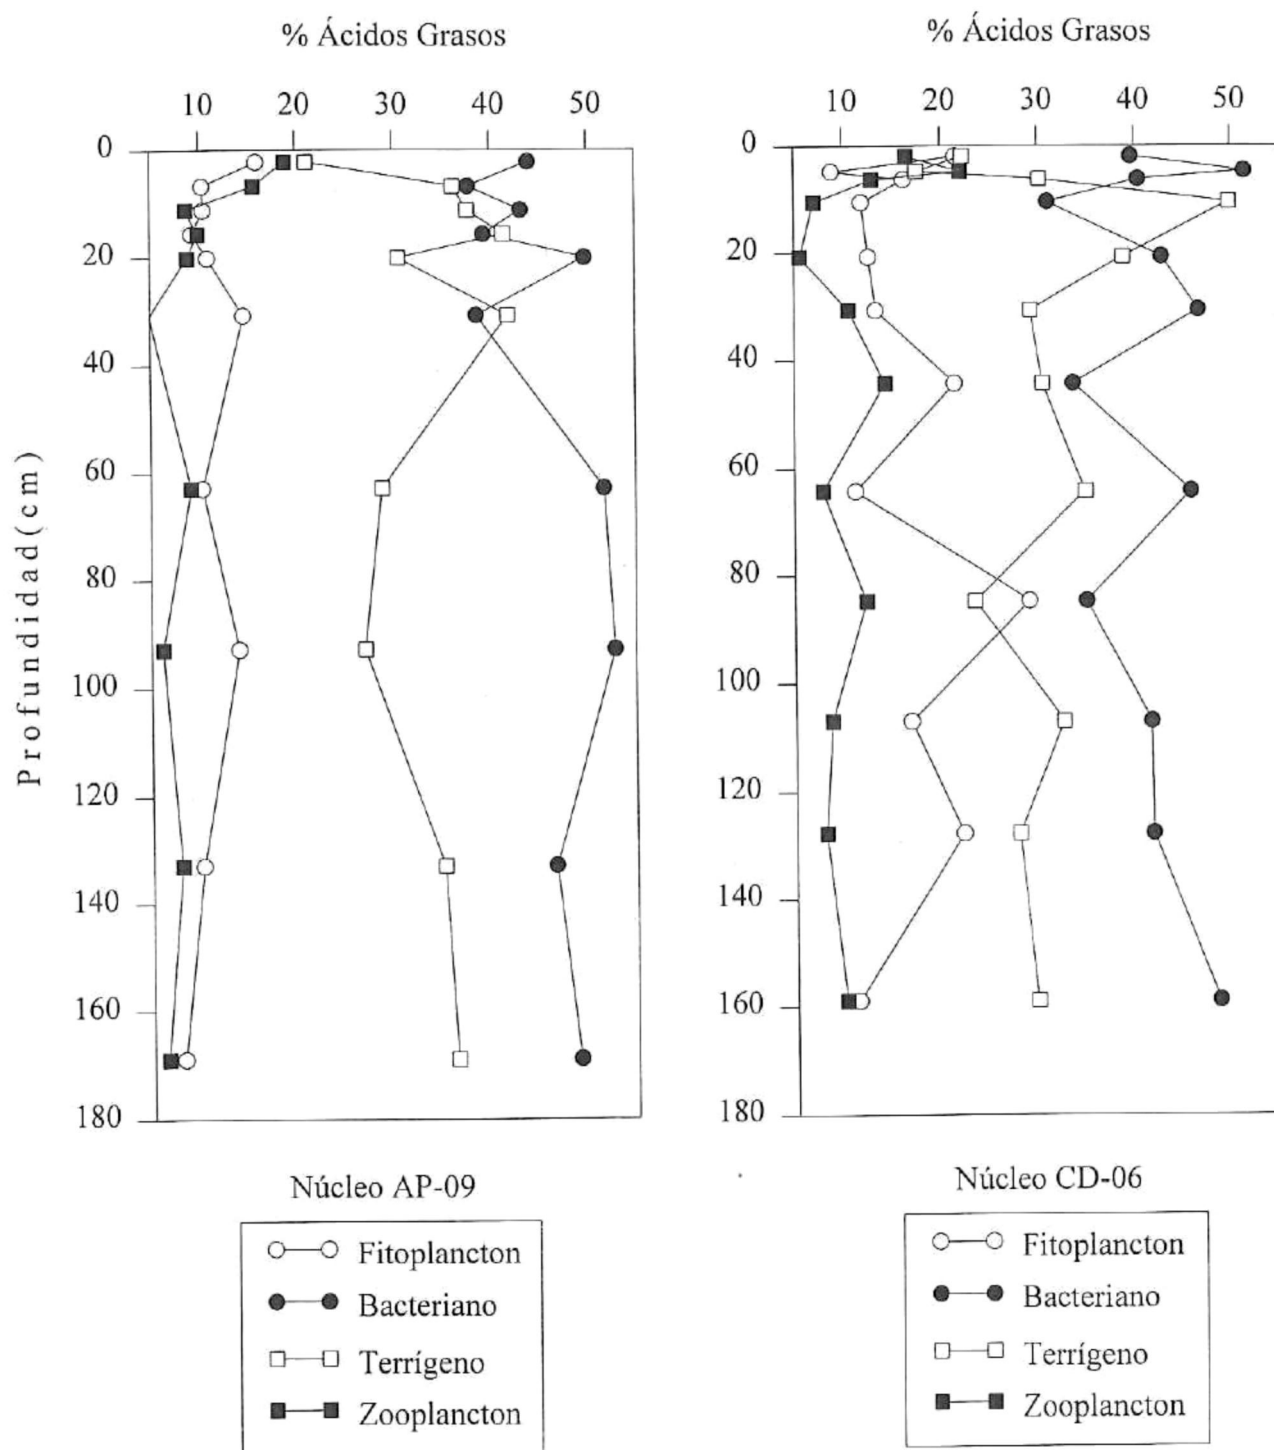 % Ácidos Grasos
10 20 30 40 50
0
20
40
60
80
100
120
140
160
180
Profundidad(cm)
Núcleo AP-09
Fitoplancton
Bacteriano
Terrígeno
Zooplancton
% Ácidos Grasos
10 20 30 40 50
0
20
40
60
80
100
120
140
160
180
Núcleo CD-06
Fitoplancton
Bacteriano
Terrígeno
Zooplancton